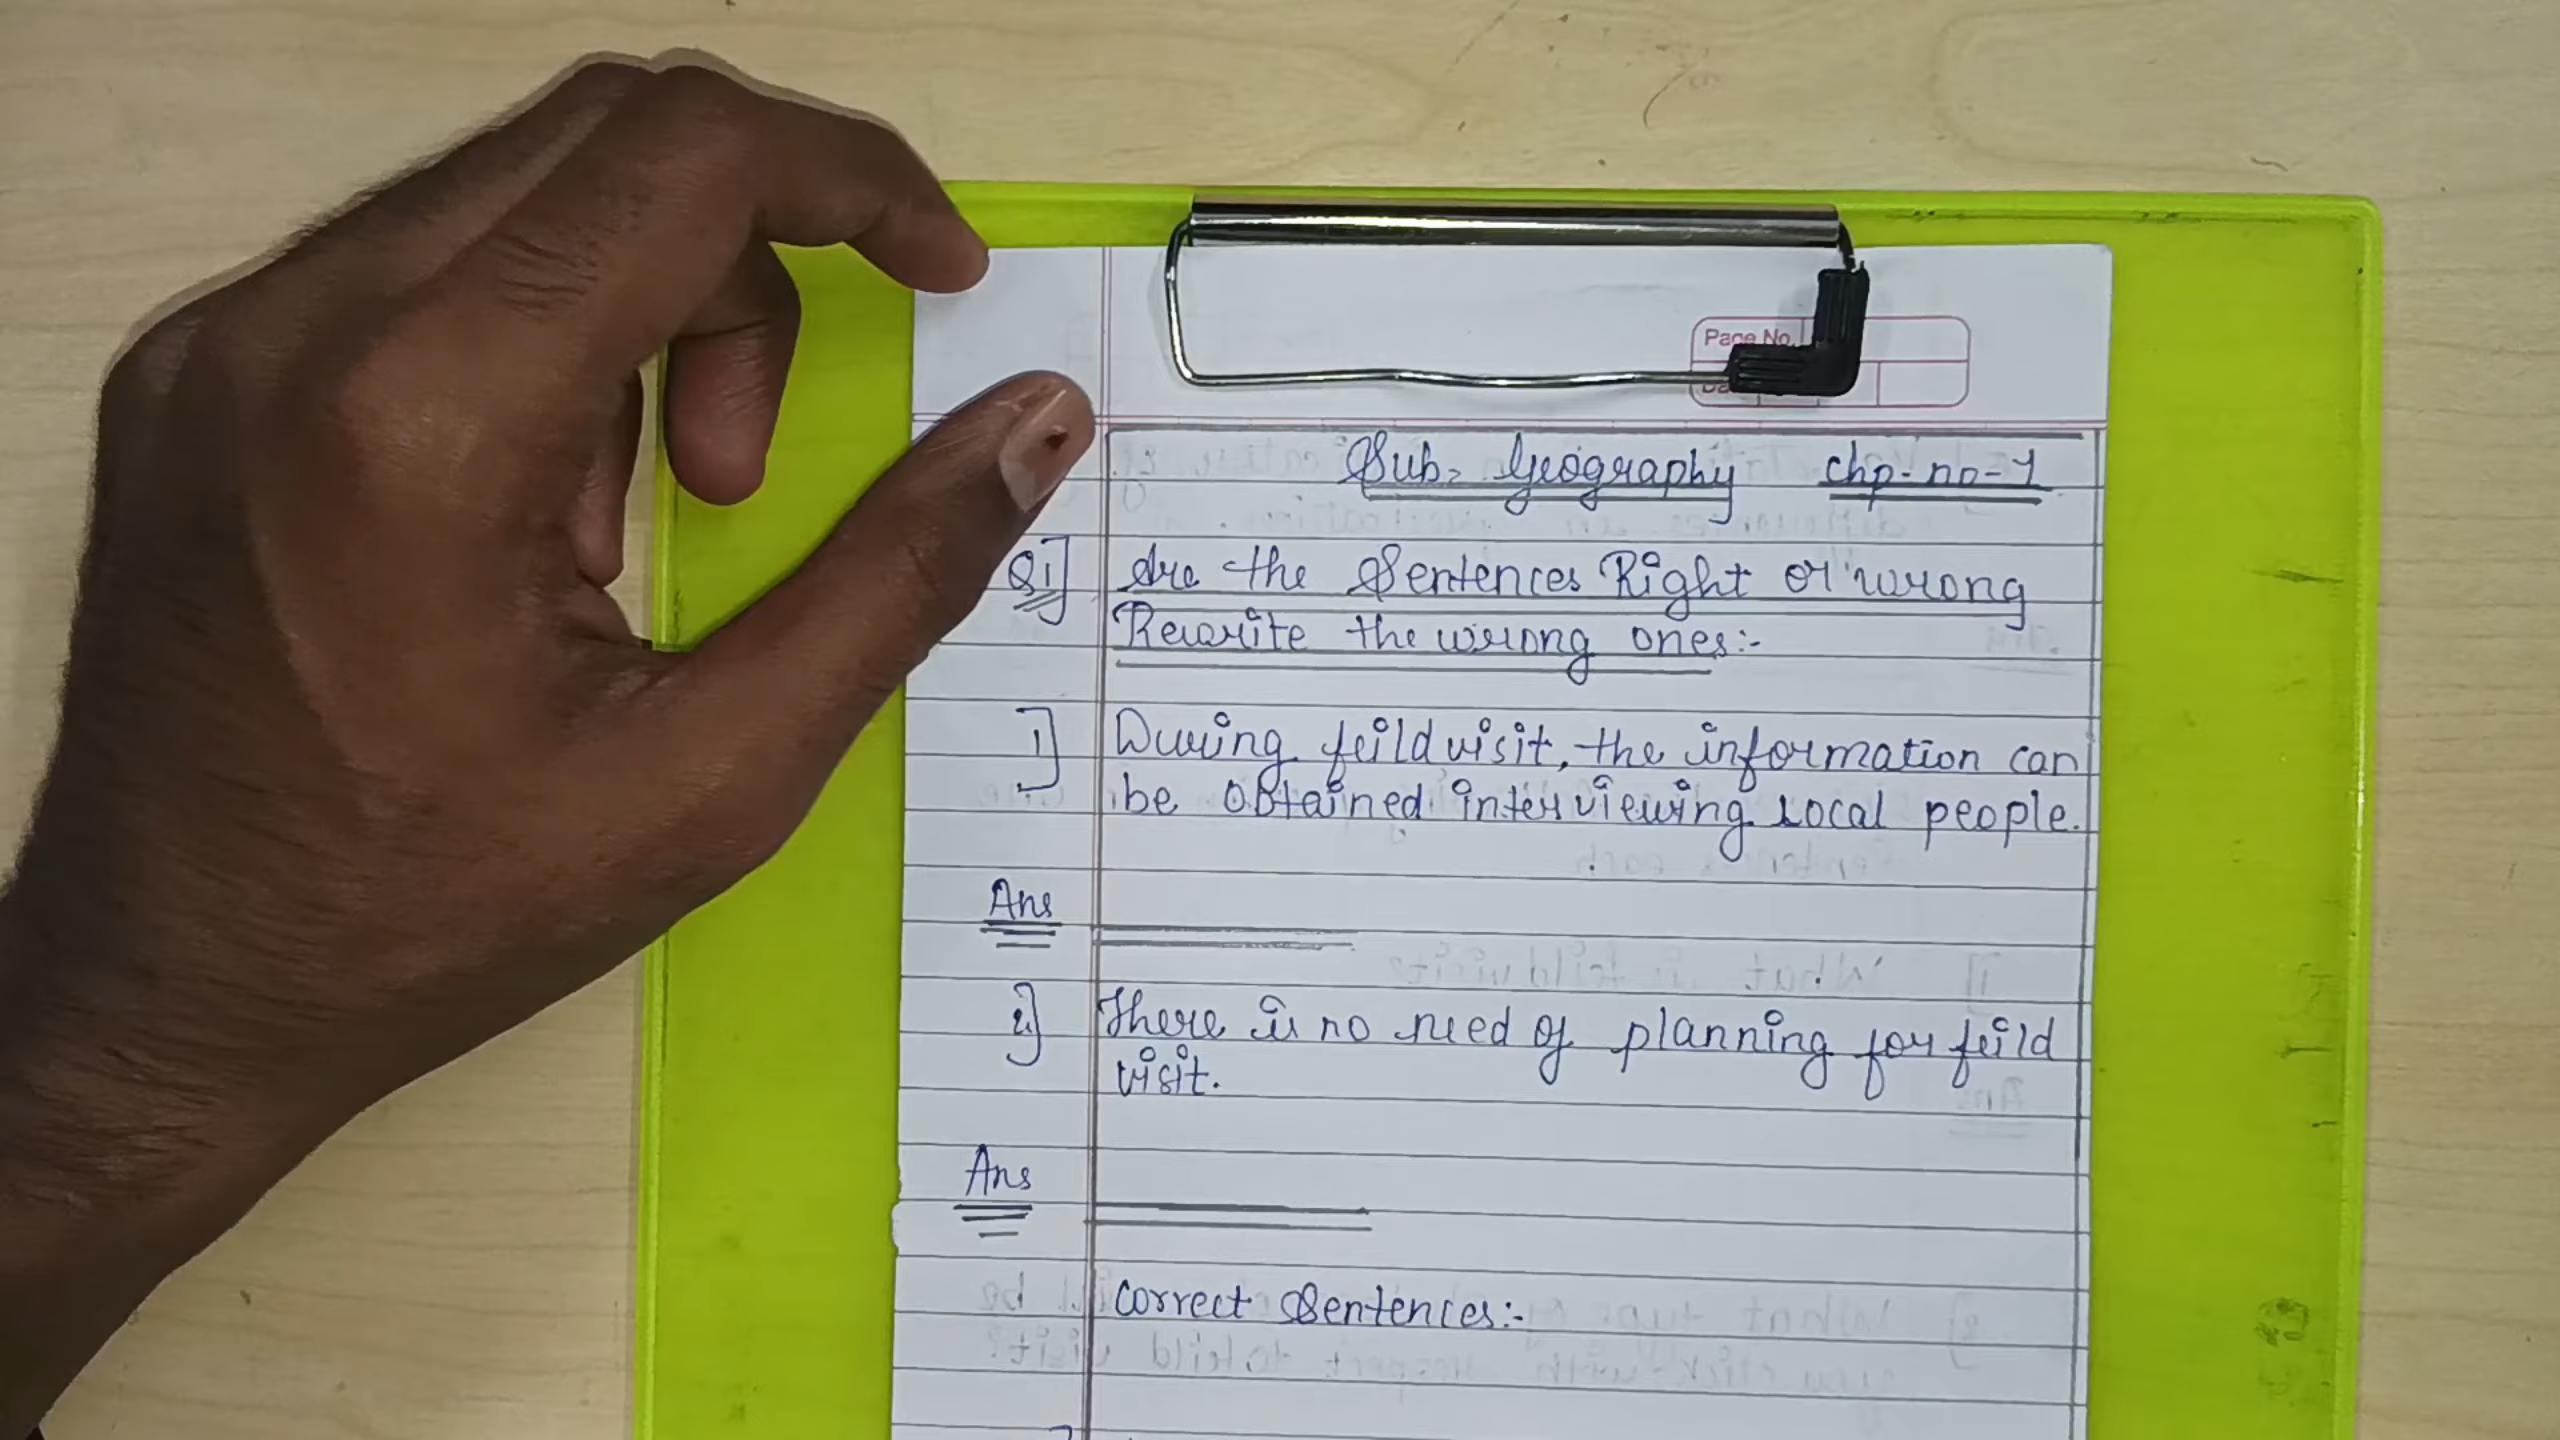 Page No.
Sub= Geography chp-no-1
Q1] Are the Sentences Right or wrong
Rewrite the wrong ones:-
1] During feild visit, the information can
be obtained interviewing local people.
Ans
2] There is no need of planning for feild
visit.
Ans
correct sentences:-